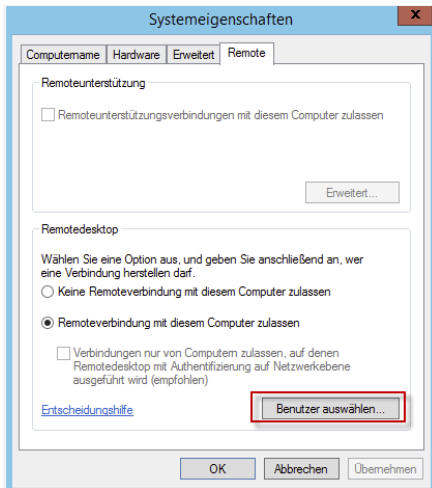 Systemeigenschaften
x
Computername Hardware Erweitert Remote
Remoteunterstützung
Remoteunterstützungsverbindungen mit diesem Computer zulassen
Erweitert...
Remotedesktop
Wählen Sie eine Option aus, und geben Sie anschließend an, wer
eine Verbindung herstellen darf.
Keine Remoteverbindung mit diesem Computer zulassen
Remoteverbindung mit diesem Computer zulassen
Verbindungen nur von Computern zulassen, auf denen
Remotedesktop mit Authentifizierung auf Netzwerkebene
ausgeführt wird (empfohlen)
Entscheidungshilfe Benutzer auswählen...
OK Abbrechen Übernehmen